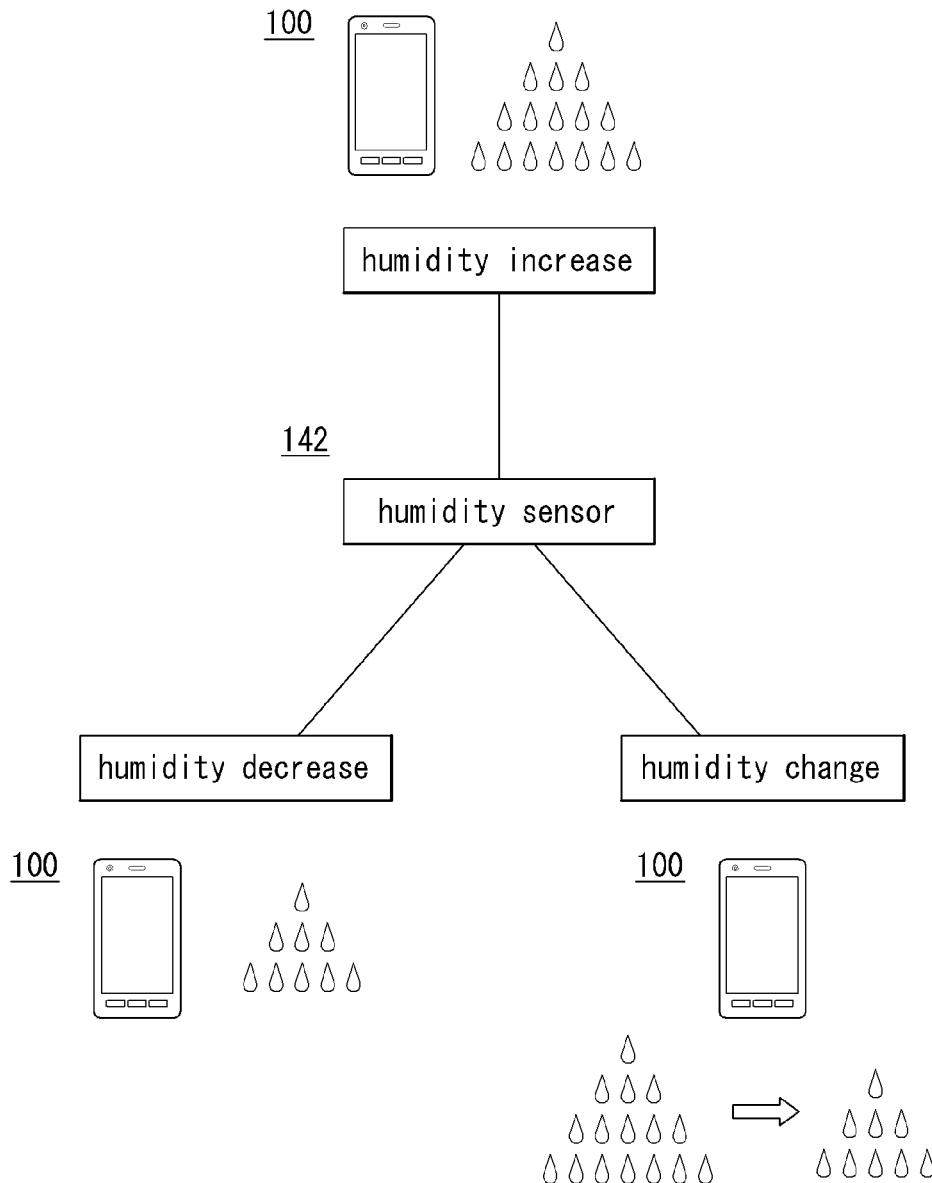 100
humidity increase
142
humidity sensor
humidity decrease
humidity change
100
100